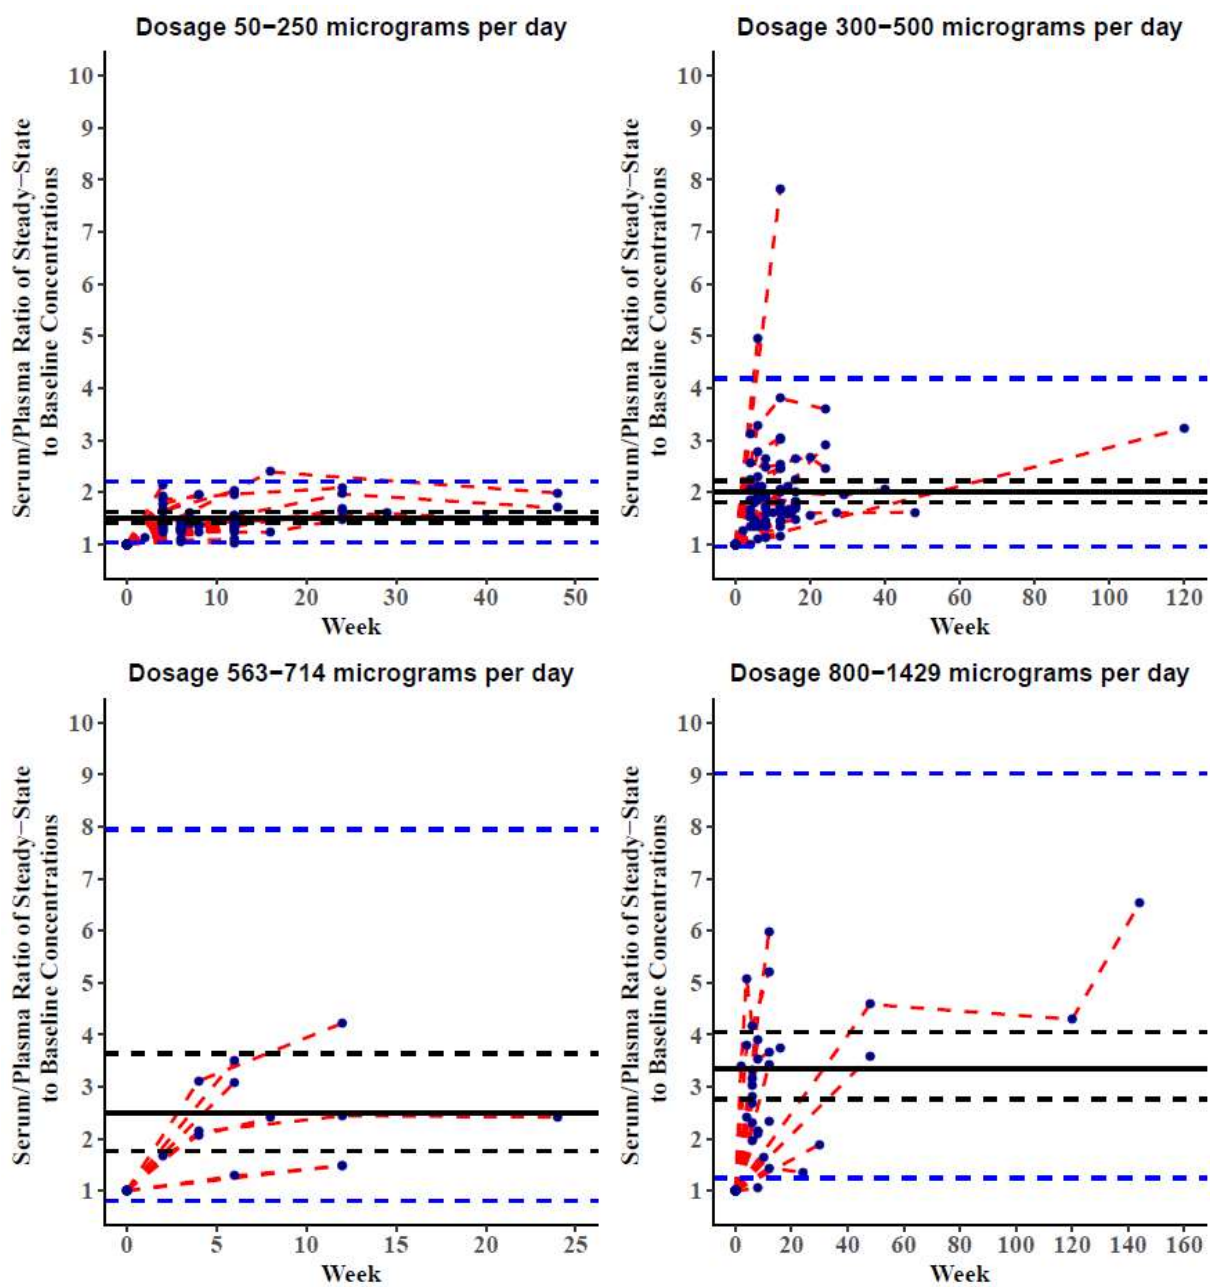 Dosage 50−250 micrograms per day
Serum/Plasma Ratio of Steady−State
to Baseline Concentrations
10
9
8
7
6
5
4
3
2
1
0 10 20 30 40 50
Week
Dosage 300−500 micrograms per day
Serum/Plasma Ratio of Steady−State
to Baseline Concentrations
10
9
8
7
6
5
4
3
2
1
0 20 40 60 80 100 120
Week
Dosage 563−714 micrograms per day
Serum/Plasma Ratio of Steady−State
to Baseline Concentrations
10
9
8
7
6
5
4
3
2
1
0 5 10 15 20 25
Week
Dosage 800−1429 micrograms per day
Serum/Plasma Ratio of Steady−State
to Baseline Concentrations
10
9
8
7
6
5
4
3
2
1
0 20 40 60 80 100 120 140 160
Week